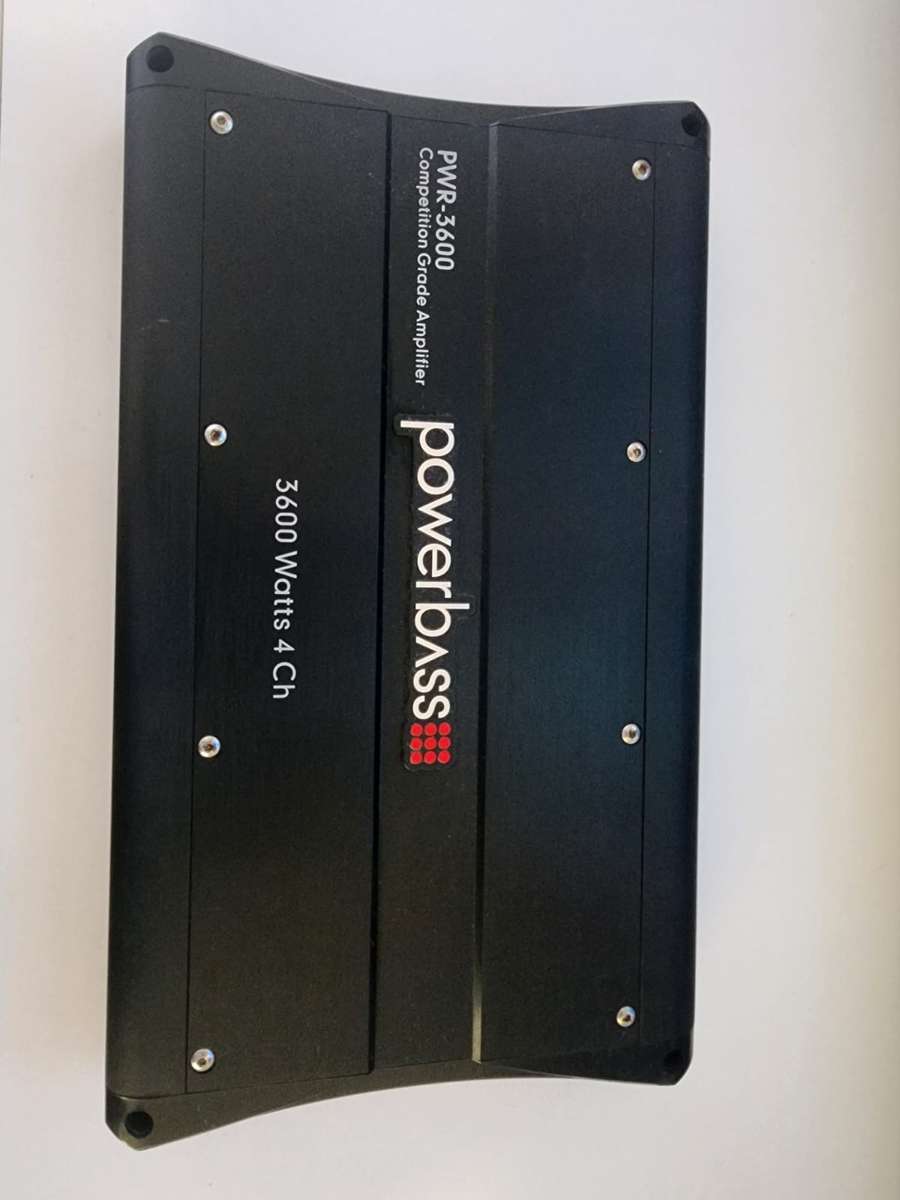 PWR-3600
Competition Grade Amplifier
powerbass
3600 Watts 4 Ch